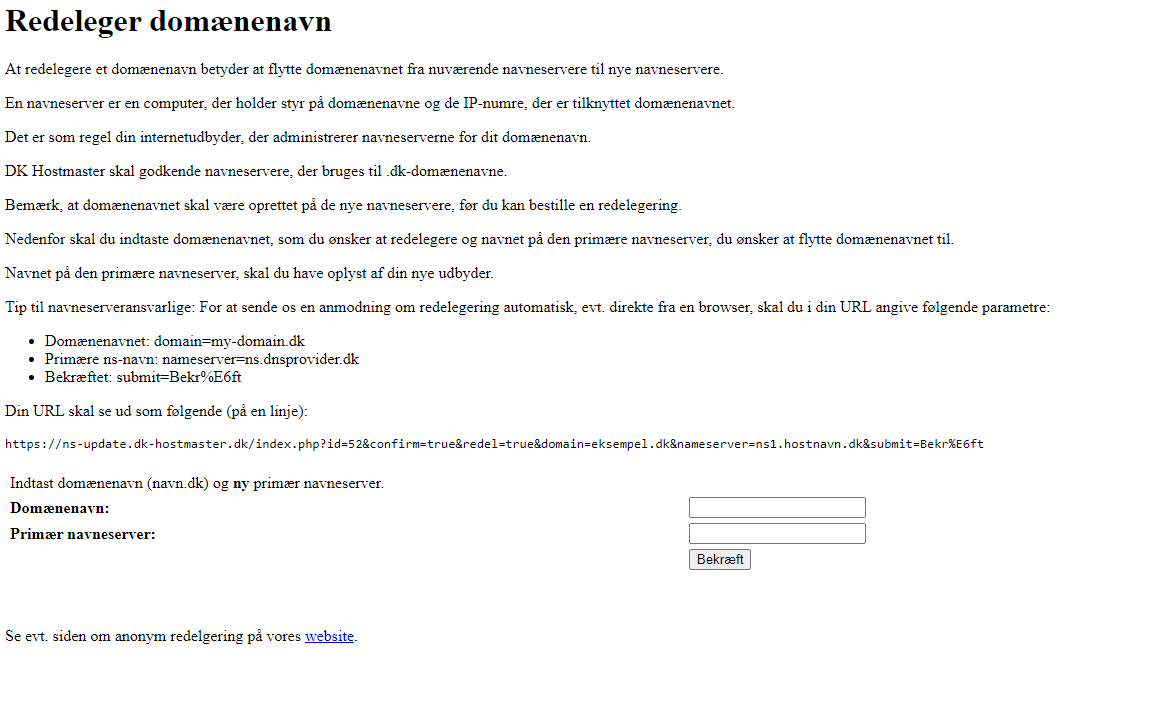 Redeleger domænenavn
At redelegere et domænenavn betyder at flytte domænenavnet fra nuværende navneservere til nye navneservere.
En navneserver er en computer, der holder styr på domænenavne og de IP-numre, der er tilknyttet domænenavnet.
Det er som regel din internetudbyder, der administrerer navneserverne for dit domænenavn.
DK Hostmaster skal godkende navneservere, der bruges til .dk-domænenavne.
Bemærk, at domænenavnet skal være oprettet på de nye navneservere, før du kan bestille en redelegering.
Nedenfor skal du indtaste domænenavnet, som du ønsker at redelegere og navnet på den primære navneserver, du ønsker at flytte domænenavnet til.
Navnet på den primære navneserver, skal du have oplyst af din nye udbyder.
Tip til navneserveransvarlige: For at sende os en anmodning om redelegering automatisk, evt. direkte fra en browser, skal du i din URL angive følgende parametre:
• Domænenavnet: domain=my-domain.dk
• Primære ns-navn: nameserver=ns.dnsprovider.dk
• Bekræftet: submit=Bekr%E6ft
Din URL skal se ud som følgende (på en linje):
https://ns-update.dk-hostmaster.dk/index.php?id=52&confirm=true&redel=true&domain=eksempel.dk&nameserver=ns1.hostnavn.dk&submit=Bekr%E6ft
Indtast domænenavn (navn.dk) og ny primær navneserver.
Domænenavn:
Primær navneserver:
Bekræft
Se evt. siden om anonym redelgering på vores website.